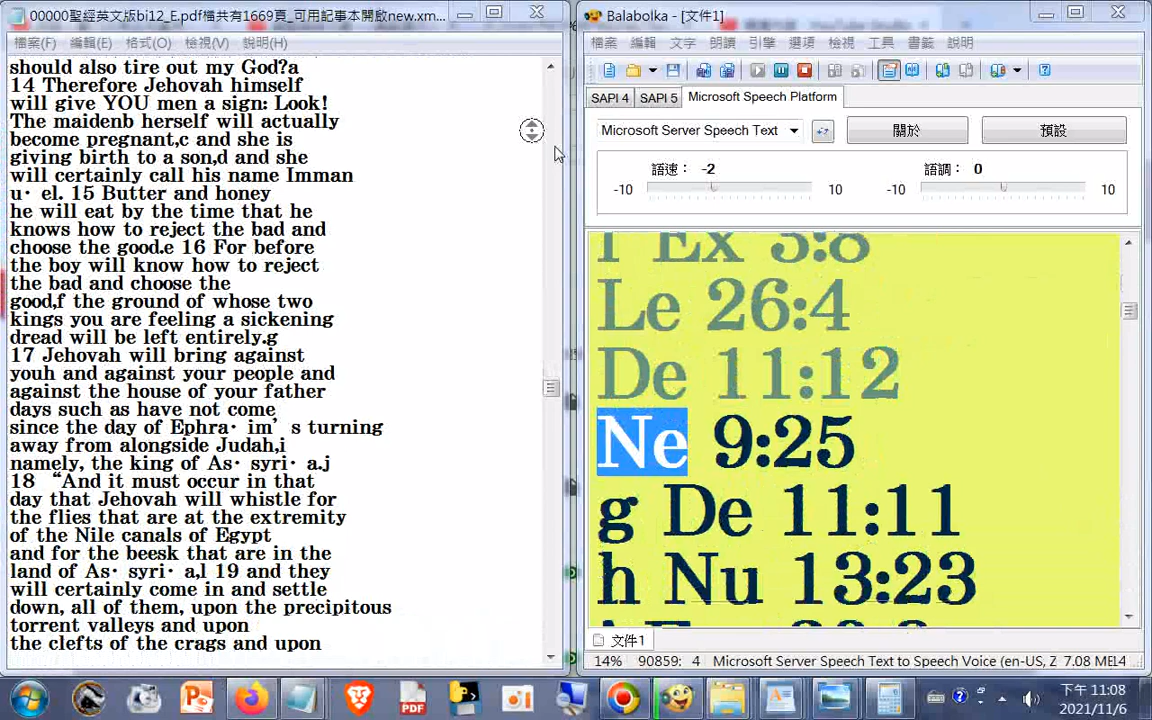 00000聖經英文版bi12_E.pdf檔共有1669頁_可用記事本開啟new.xm...
檔案(F) 編輯(E) 格式(O) 檢視(V) 說明(H)
should also tire out my God?a
14 Therefore Jehovah himself
will give YOU men a sign: Look!
The maidenb herself will actually
become pregnant,c and she is
giving birth to a son,d and she
will certainly call his name Imman
u· el. 15 Butter and honey
he will eat by the time that he
knows how to reject the bad and
choose the good.e 16 For before
the boy will know how to reject
the bad and choose the
good,f the ground of whose two
kings you are feeling a sickening
dread will be left entirely.g
17 Jehovah will bring against
youh and against your people and
against the house of your father
days such as have not come
since the day of Ephra· im’s turning
away from alongside Judah,i
namely, the king of As· syri· a.j
18 “And it must occur in that
day that Jehovah will whistle for
the flies that are at the extremity
of the Nile canals of Egypt
and for the beesk that are in the
land of As· syri· a,l 19 and they
will certainly come in and settle
down, all of them, upon the precipitous
torrent valleys and upon
the clefts of the crags and upon
Balabolka - [文件1]
檔案 編輯 文字 朗讀 引擎 選項 檢視 工具 書籤 說明
SAPI 4 SAPI 5 Microsoft Speech Platform
Microsoft Server Speech Text 關於 預設
語速: -2 語調: 0
-10 10 -10 10
f Ex 3:8
Le 26:4
De 11:12
Ne 9:25
g De 11:11
h Nu 13:23
文件1
14% 90859: 4 Microsoft Server Speech Text to Speech Voice (en-US, Z 7.08 ME14
PDF
下午 11:08
2021/11/6